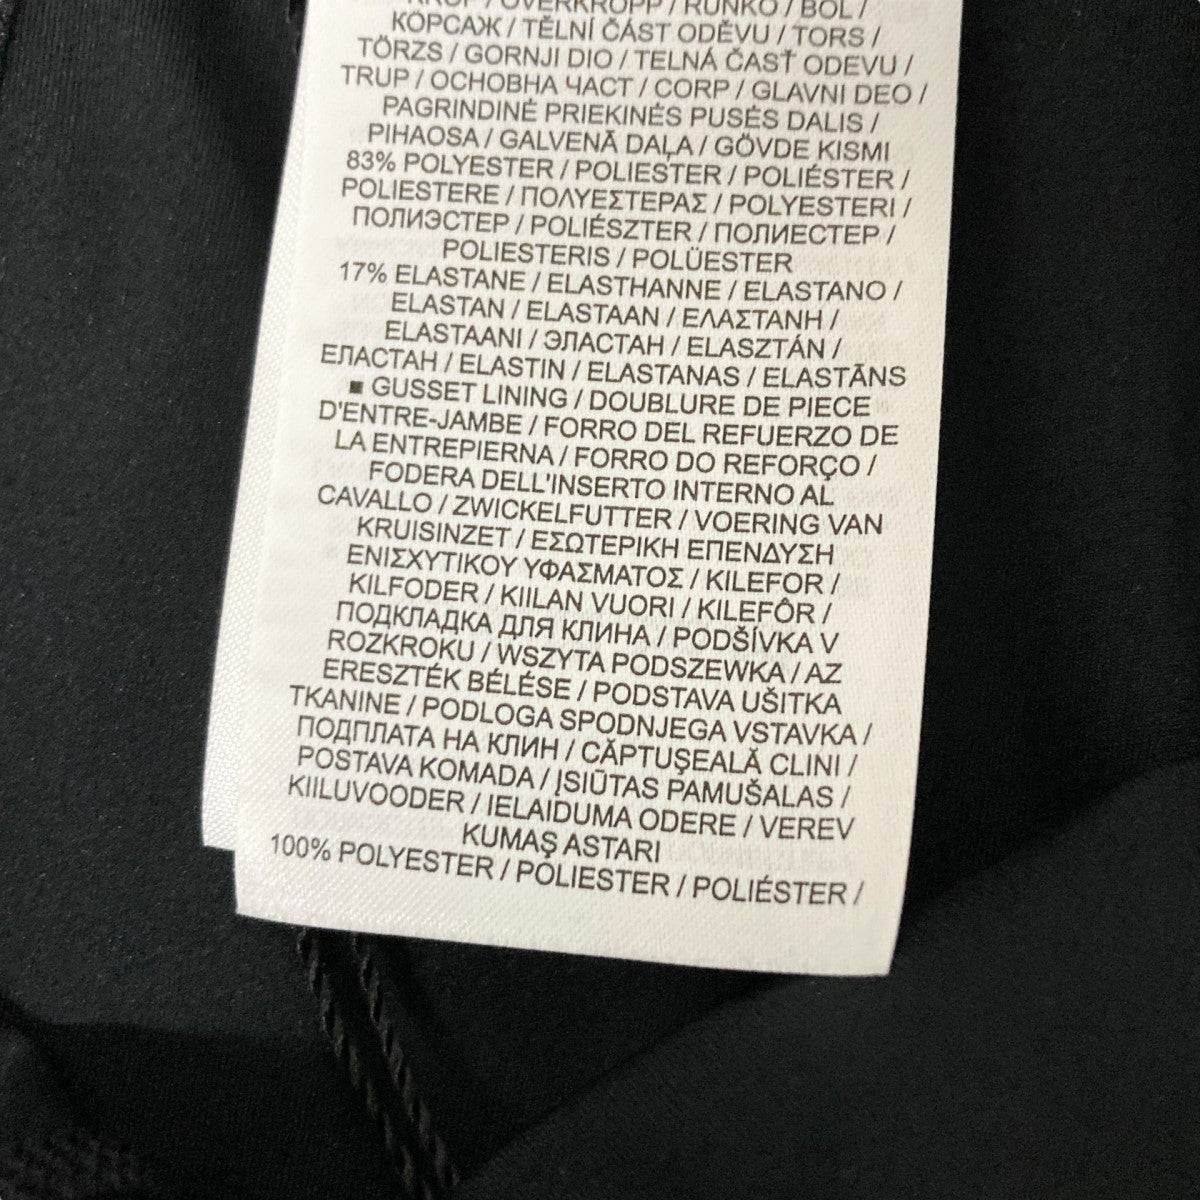 KROP / OVERKROPP / RUNKO / BOL /
КОРСАЖ / TĚLNÍ ČÁST ODĚVU / TORS /
TÖRZS / GORNJI DIO / TELNÁ ČASŤ ODEVU /
TRUP / ОСНОВНА ЧАСТ / CORP / GLAVNI DEO /
PAGRINDINĖ PRIEKINĖS PUSĖS DALIS /
PIHAOSA / GALVENĀ DAĻA / GÖVDE KISMI
83% POLYESTER / POLIESTER / POLIÉSTER /
POLIESTERE / ΠΟΛΥΕΣΤΕΡΑΣ / POLYESTERI /
ПОЛИЭСТЕР / POLIÉSZTER / ПОЛИЕСТЕР /
POLIESTERIS / POLÜESTER
17% ELASTANE / ELASTHANNE / ELASTANO /
ELASTAN / ELASTAAN / ΕΛΑΣΤΑΝΗ /
ELASTAANI / ЭЛАСТАН / ELASZTÁN /
ЕЛАСТАН / ELASTIN / ELASTANAS / ELASTĀNS
■ GUSSET LINING / DOUBLURE DE PIECE
D'ENTRE-JAMBE / FORRO DEL REFUERZO DE
LA ENTREPIERNA / FORRO DO REFORÇO /
FODERA DELL'INSERTO INTERNO AL
CAVALLO / ZWICKELFUTTER / VOERING VAN
KRUISINZET / ΕΣΩΤΕΡΙΚΗ ΕΠΕΝΔΥΣΗ
ΕΝΙΣΧΥΤΙΚΟΥ ΥΦΑΣΜΑΤΟΣ / KILEFOR /
KILFODER / KIILAN VUORI / KILEFÔR /
ПОДКЛАДКА ДЛЯ КЛИНА / PODŠÍVKA V
ROZKROKU / WSZYTA PODSZEWKA / AZ
ERESZTÉK BÉLÉSE / PODSTAVA UŠITKA
TKANINE / PODLOGA SPODNJEGA VSTAVKA /
ПОДПЛАТА НА КЛИН / CĂPTUŞEALĂ CLINI /
POSTAVA KOMADA / ĮSIŪTAS PAMUŠALAS /
KIILUVOODER / IELAIDUMA ODERE / VEREV
KUMAŞ ASTARI
100% POLYESTER / POLIESTER / POLIÉSTER /